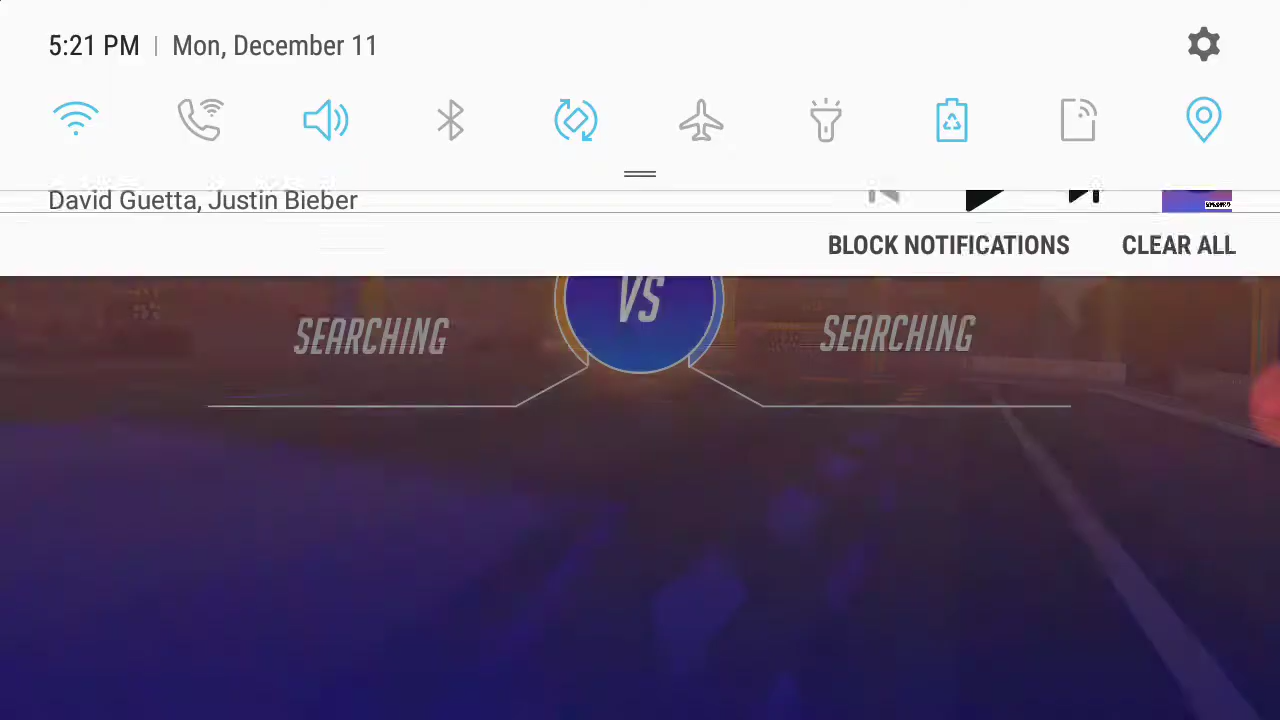 5:21 PM | Mon, December 11
David Guetta, Justin Bieber
BLOCK NOTIFICATIONS CLEAR ALL
VS
SEARCHING SEARCHING